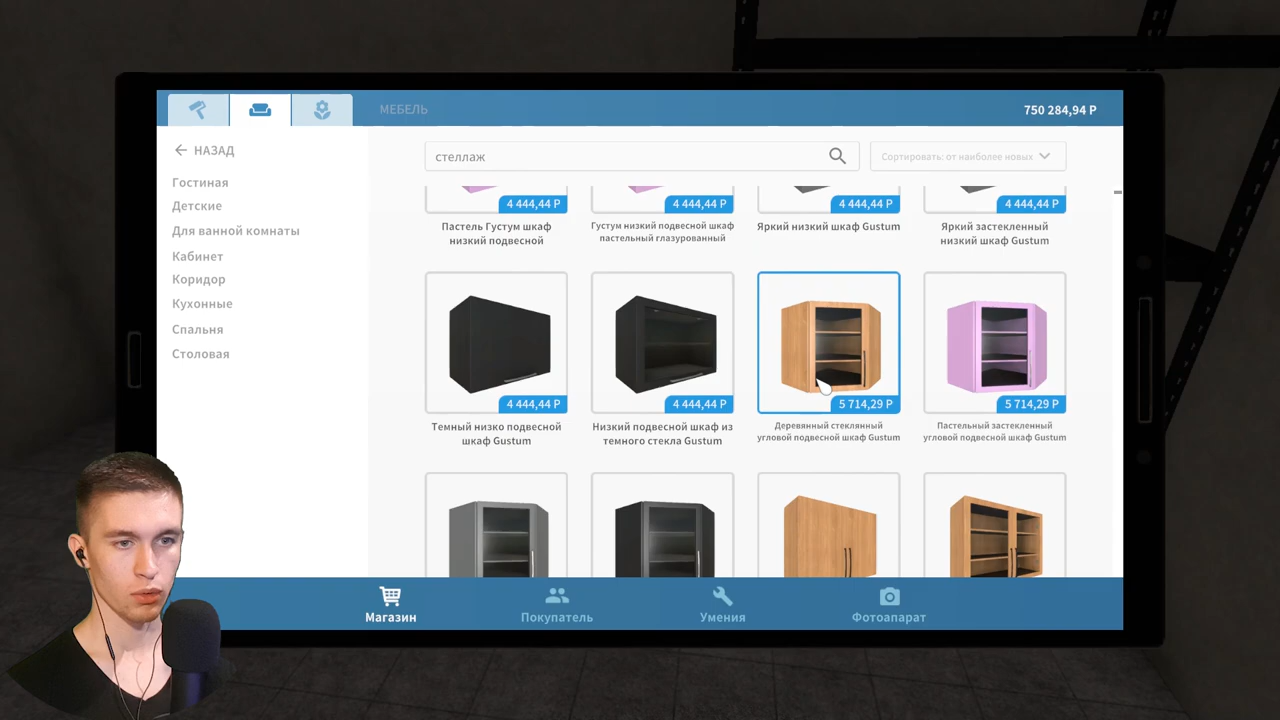 МЕБЕЛЬ
750 284,94 Р
НАЗАД
Гостиная
Детские
Для ванной комнаты
Кабинет
Коридор
Кухонные
Спальня
Столовая
стеллаж
Сортировать: от наиболее новых
4 444,44 Р
4 444,44 Р
4 444,44 Р
4 444,44 Р
Пастель Густум шкаф
низкий подвесной
Густум низкий подвесной шкаф
пастельный глазурованный
Яркий низкий шкаф Gustum
Яркий застекленный
низкий шкаф Gustum
4 444,44 Р
4 444,44 Р
5 714,29 Р
5 714,29 Р
Темный низко подвесной
шкаф Gustum
Низкий подвесной шкаф из
темного стекла Gustum
Деревянный стеклянный
угловой подвесной шкаф Gustum
Пастельный застекленный
угловой подвесной шкаф Gustum
Магазин
Покупатель
Умения
Фотоаппарат